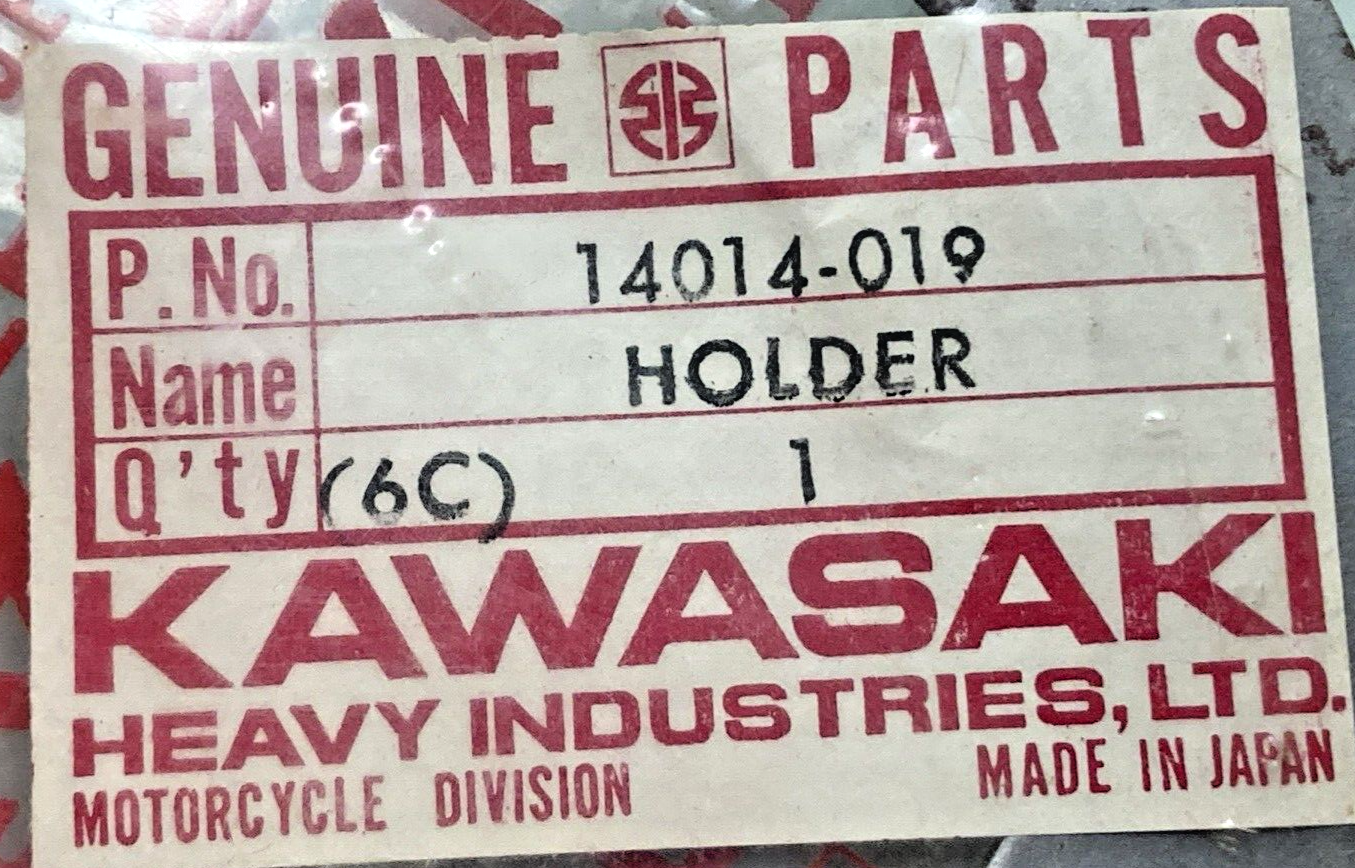 GENUINE PARTS
P.No. 14014-019
Name HOLDER
Q'ty (6C) 1
KAWASAKI
HEAVY INDUSTRIES, LTD.
MOTORCYCLE DIVISION MADE IN JAPAN